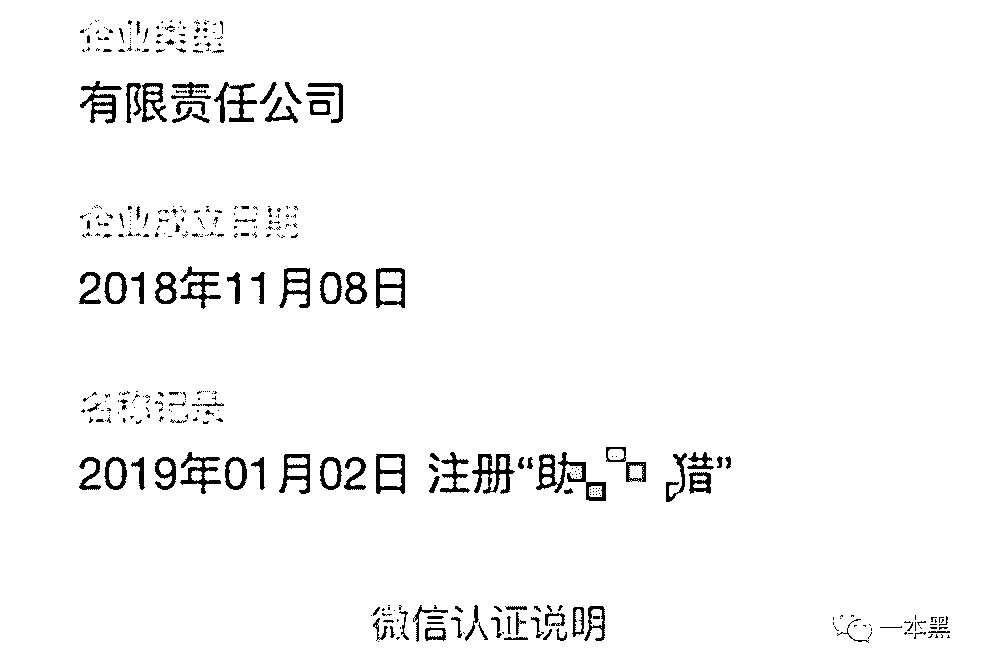 企业类型
有限责任公司
企业成立日期
2018年11月08日
名称记录
2019年01月02日 注册“助 猎”
微信认证说明
一本黑